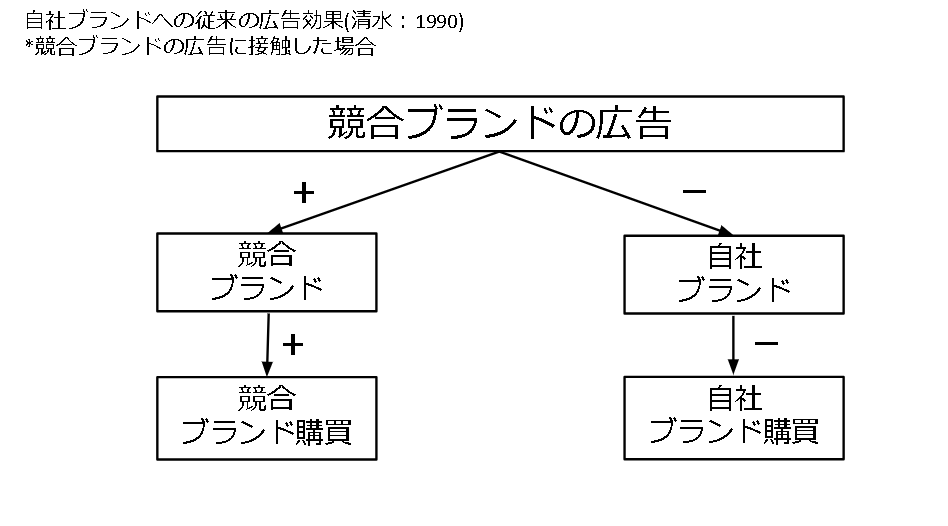 自社ブランドへの従来の広告効果(清水：1990)
*競合ブランドの広告に接触した場合
競合ブランドの広告
+
−
競合
ブランド
自社
ブランド
+
−
競合
ブランド購買
自社
ブランド購買